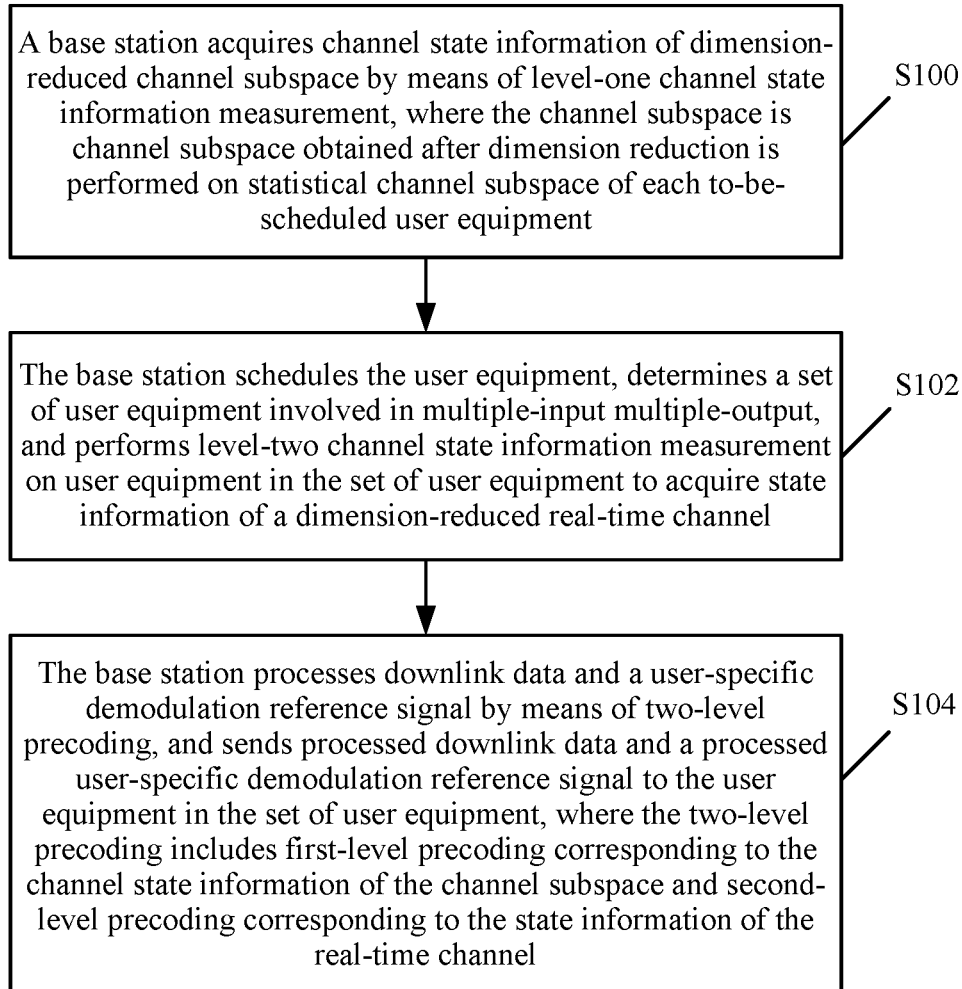 A base station acquires channel state information of dimension-
reduced channel subspace by means of level-one channel state
information measurement, where the channel subspace is
channel subspace obtained after dimension reduction is
performed on statistical channel subspace of each to-be-
scheduled user equipment
S100
The base station schedules the user equipment, determines a set
of user equipment involved in multiple-input multiple-output,
and performs level-two channel state information measurement
on user equipment in the set of user equipment to acquire state
information of a dimension-reduced real-time channel
S102
The base station processes downlink data and a user-specific
demodulation reference signal by means of two-level
precoding, and sends processed downlink data and a processed
user-specific demodulation reference signal to the user
equipment in the set of user equipment, where the two-level
precoding includes first-level precoding corresponding to the
channel state information of the channel subspace and second-
level precoding corresponding to the state information of the
real-time channel
S104